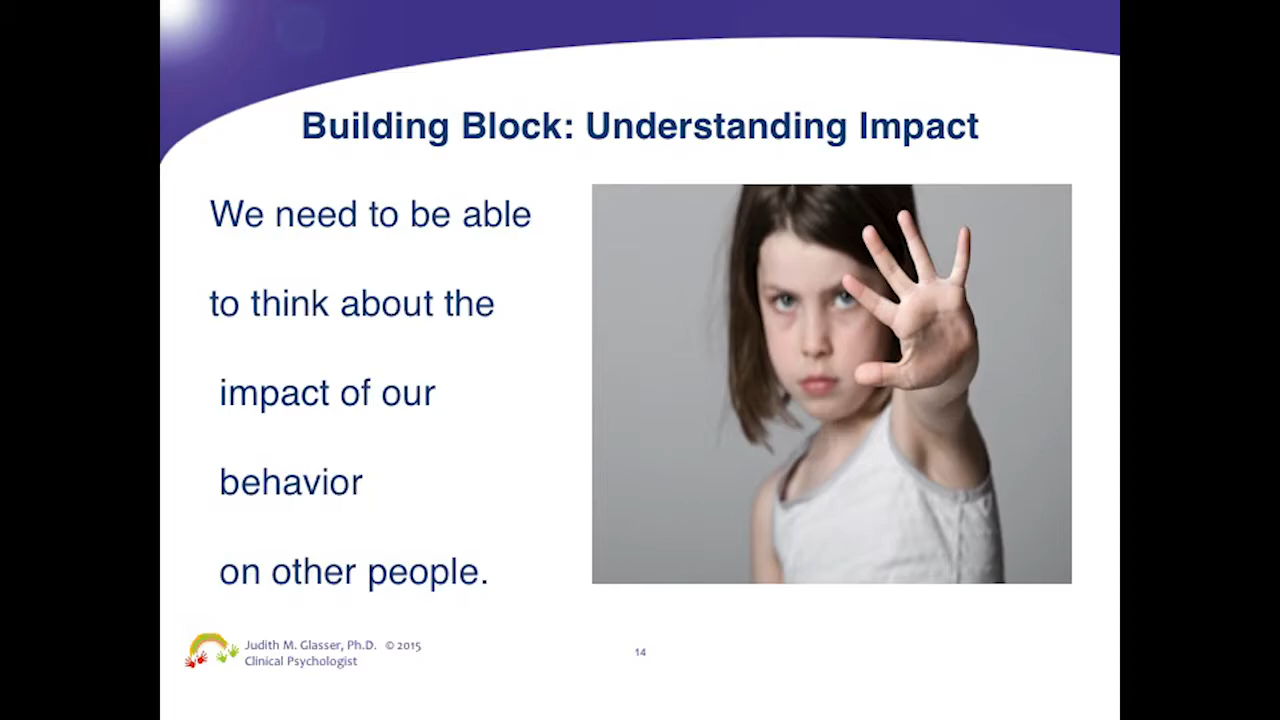 Building Block: Understanding Impact
We need to be able
to think about the
impact of our
behavior
on other people.
Judith M. Glasser, Ph.D. © 2015
Clinical Psychologist
14